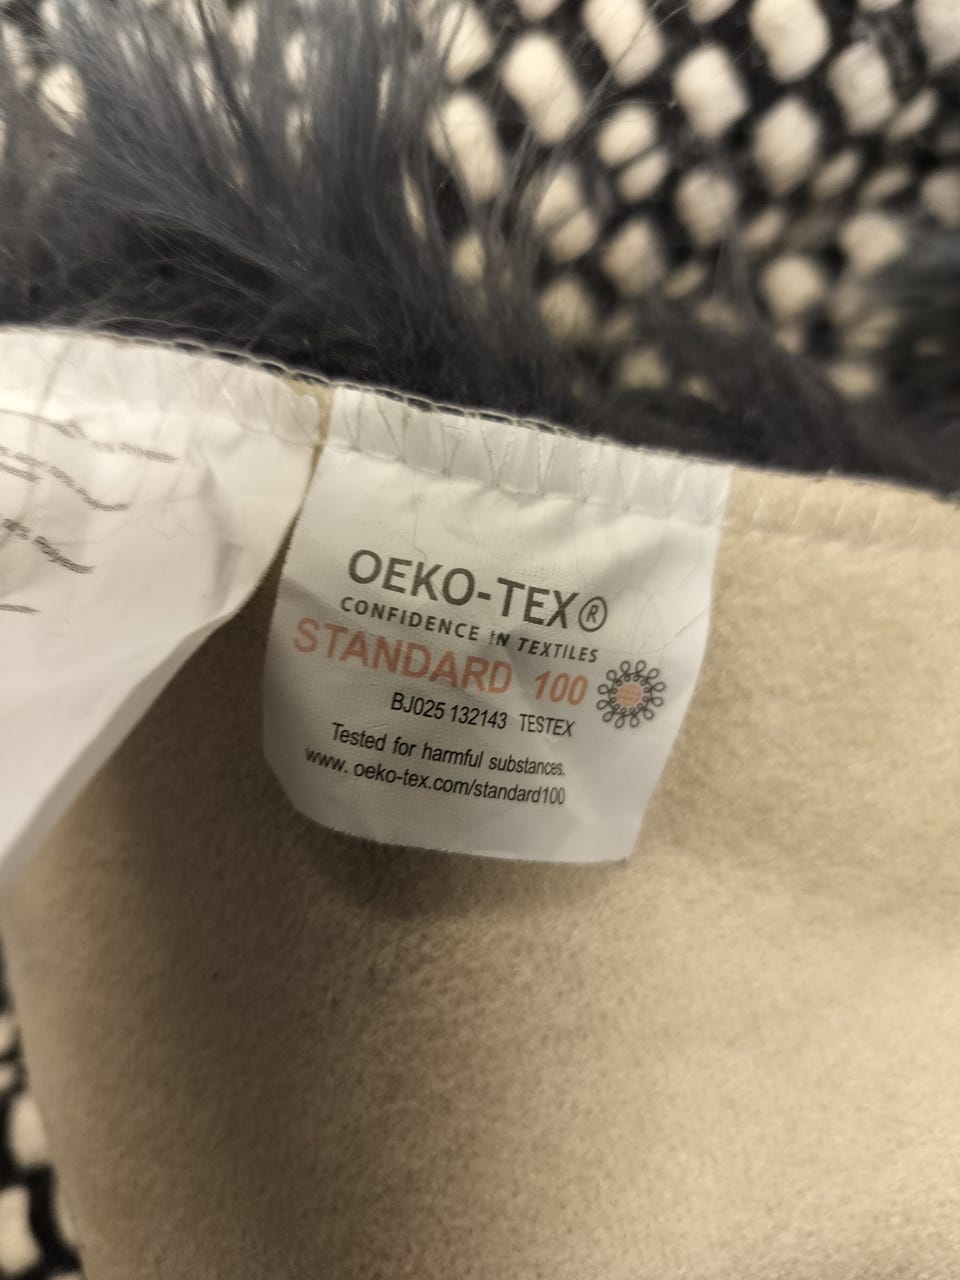 Polyester
OEKO-TEX®
CONFIDENCE IN TEXTILES
STANDARD 100
BJ025 132143 TESTEX
Tested for harmful substances.
www. oeko-tex.com/standard100